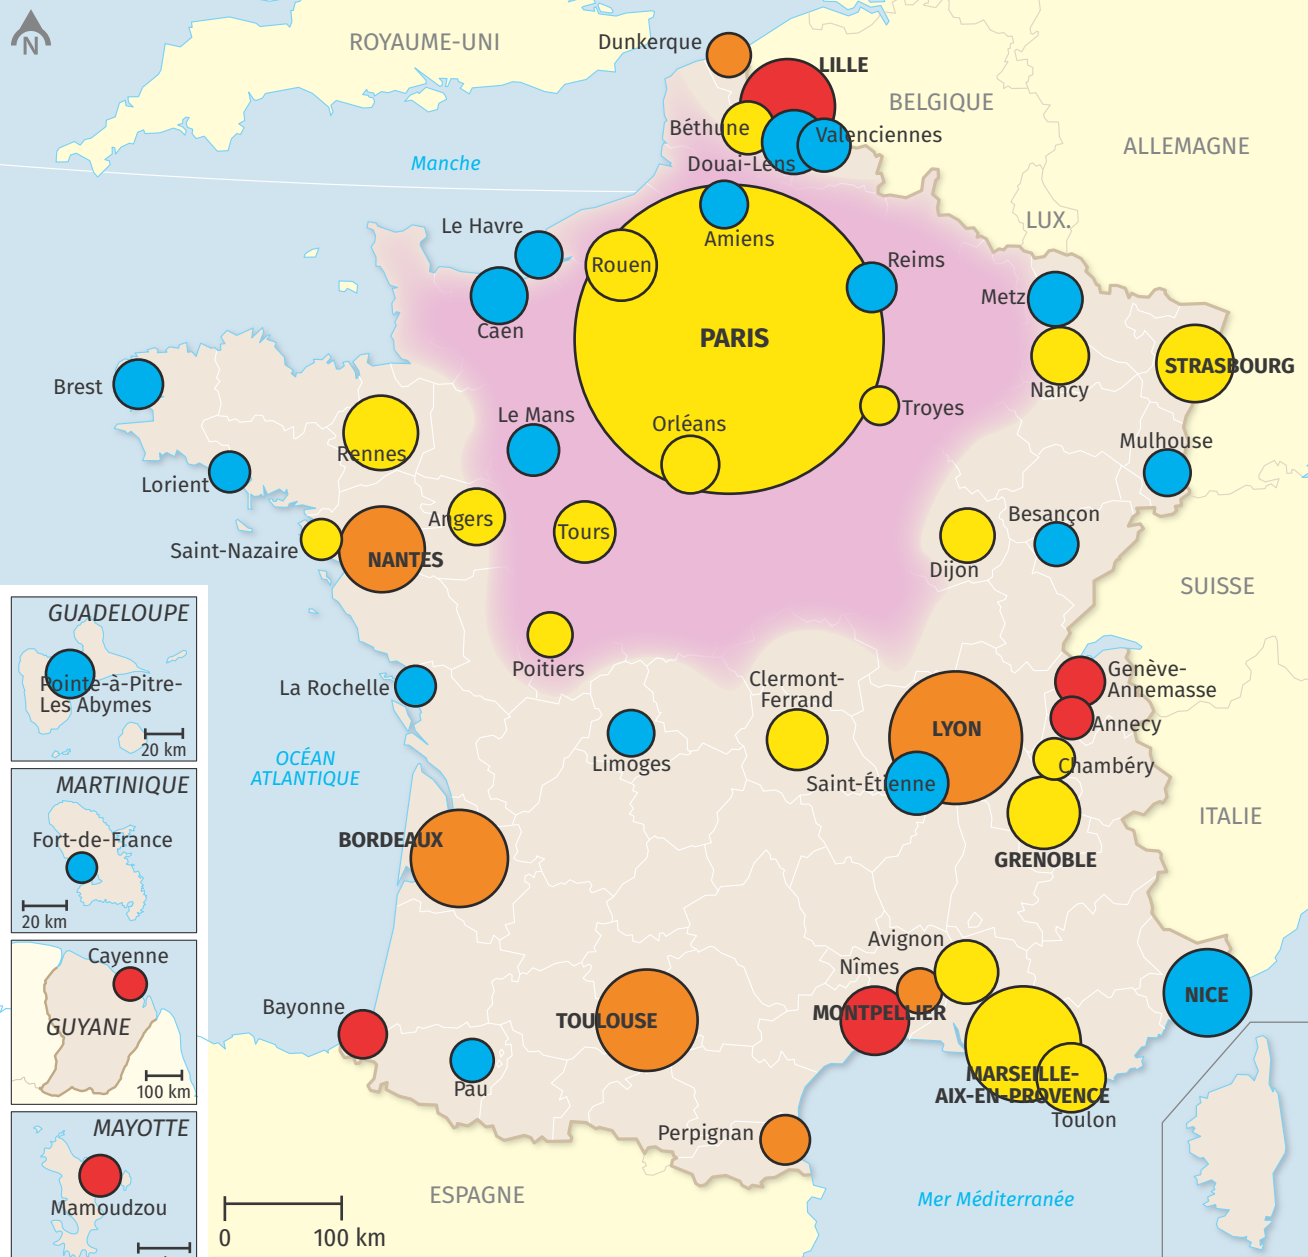 N
ROYAUME-UNI
Dunkerque
LILLE
BELGIQUE
Béthune
Valenciennes
ALLEMAGNE
Manche
Douai-Lens
LUX.
Le Havre
Amiens
Rouen
Reims
Metz
Caen
PARIS
STRASBOURG
Brest
Nancy
Le Mans
Troyes
Orléans
Rennes
Mulhouse
Lorient
Angers
Tours
Besançon
Saint-Nazaire
NANTES
Dijon
SUISSE
Poitiers
La Rochelle
Clermont-
Ferrand
Genève-
Annemasse
LYON
Annecy
OCÉAN
ATLANTIQUE
Limoges
Chambéry
Saint-Étienne
ITALIE
BORDEAUX
GRENOBLE
Avignon
Nîmes
NICE
Bayonne
TOULOUSE
MONTPELLIER
MARSEILLE-
AIX-EN-PROVENCE
Pau
Toulon
Perpignan
ESPAGNE
Mer Méditerranée
0
100 km
GUADELOUPE
Pointe-à-Pitre-
Les Abymes
20 km
MARTINIQUE
Fort-de-France
20 km
Cayenne
GUYANE
100 km
MAYOTTE
Mamoudzou